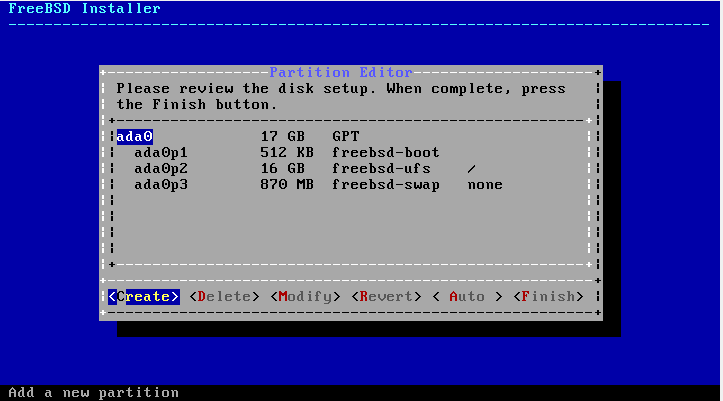 FreeBSD Installer
Partition Editor
Please review the disk setup. When complete, press
the Finish button.
ada0 17 GB GPT
ada0p1 512 KB freebsd-boot
ada0p2 16 GB freebsd-ufs /
ada0p3 870 MB freebsd-swap none
<Create> <Delete> <Modify> <Revert> < Auto > <Finish>
Add a new partition